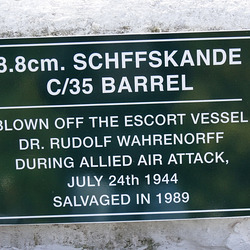 8.8cm. SCHFFSKANDE
C/35 BARREL
BLOWN OFF THE ESCORT VESSEL
DR. RUDOLF WAHRENORFF
DURING ALLIED AIR ATTACK,
JULY 24th 1944
SALVAGED IN 1989